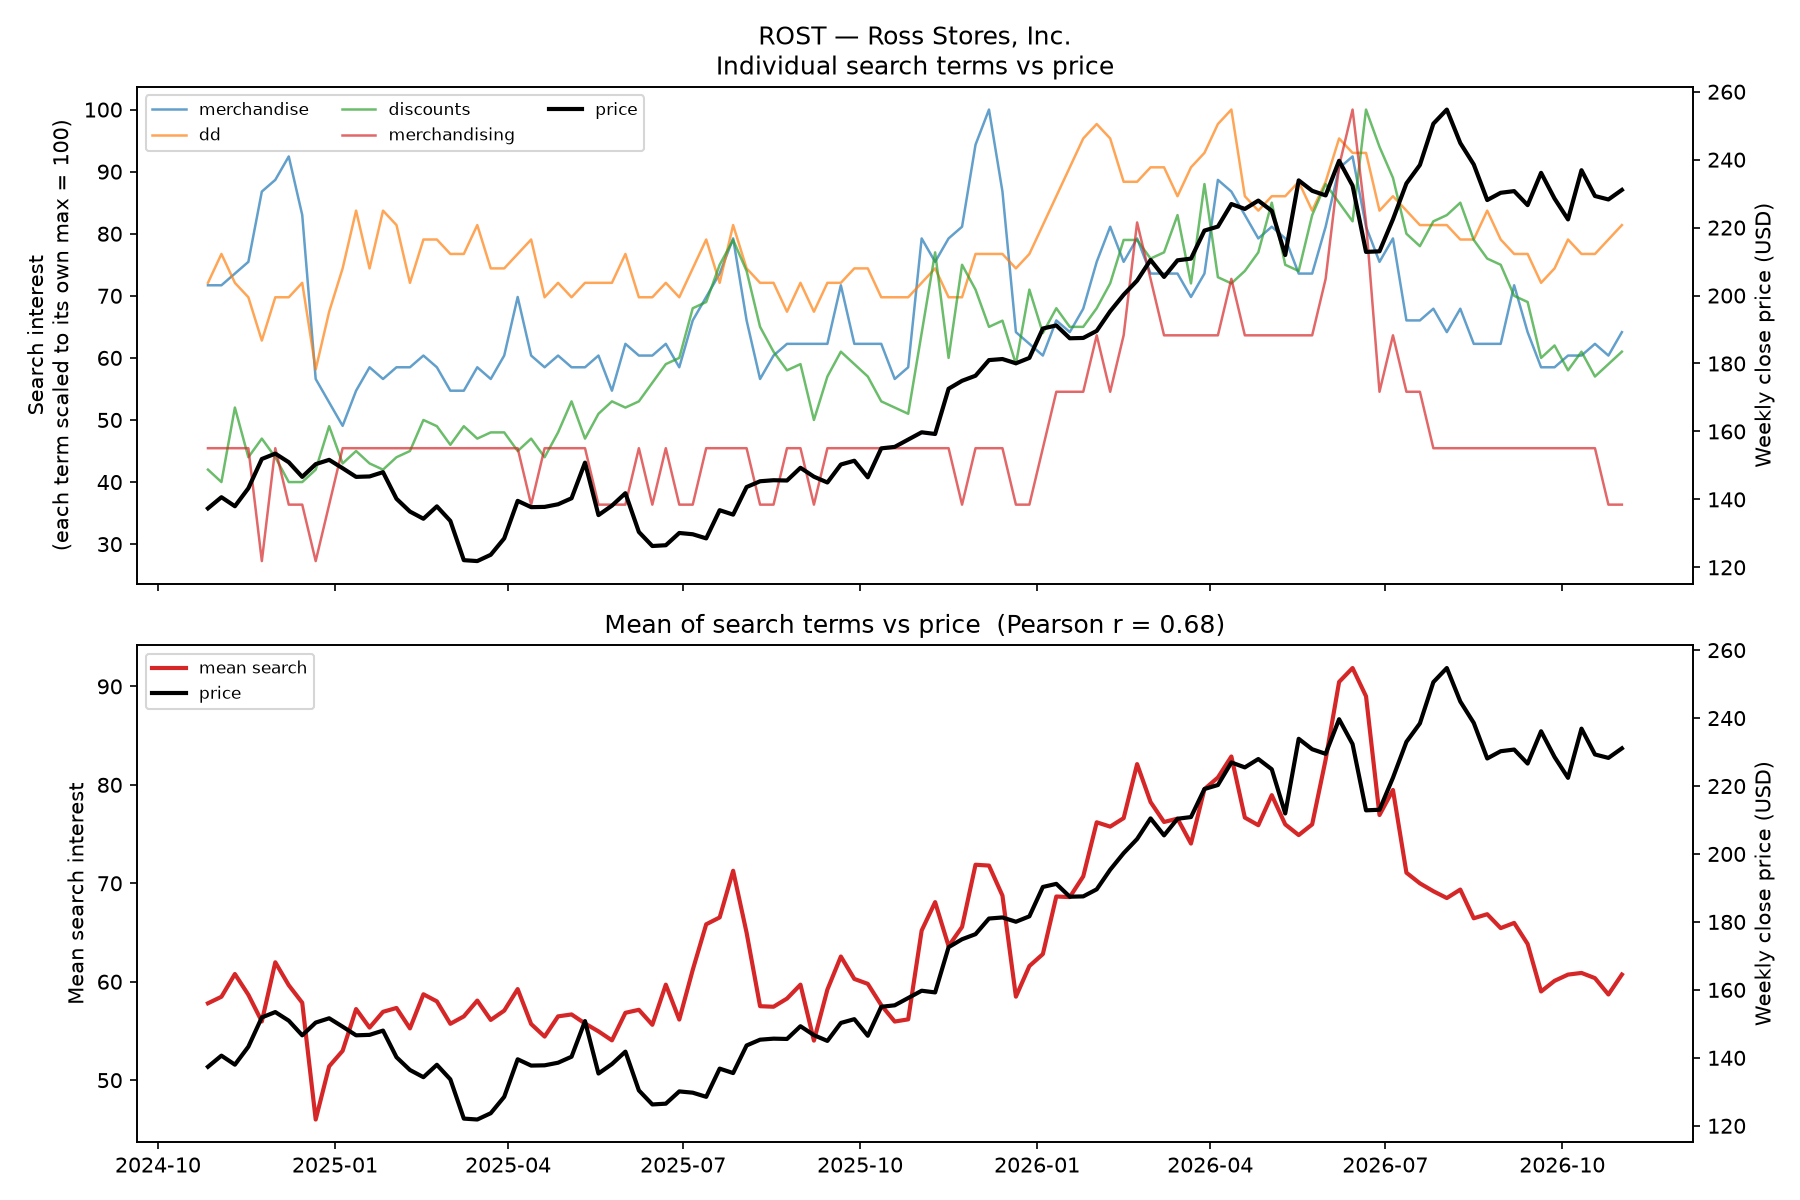 ROST — Ross Stores, Inc.
Individual search terms vs price
merchandise
dd
discounts
merchandising
price
Search interest
(each term scaled to its own max = 100)
100
90
80
70
60
50
40
30
260
240
220
200
180
160
140
120
Weekly close price (USD)
Mean of search terms vs price (Pearson r = 0.68)
mean search
price
Mean search interest
90
80
70
60
50
260
240
220
200
180
160
140
120
Weekly close price (USD)
2024-10 2025-01 2025-04 2025-07 2025-10 2026-01 2026-04 2026-07 2026-10